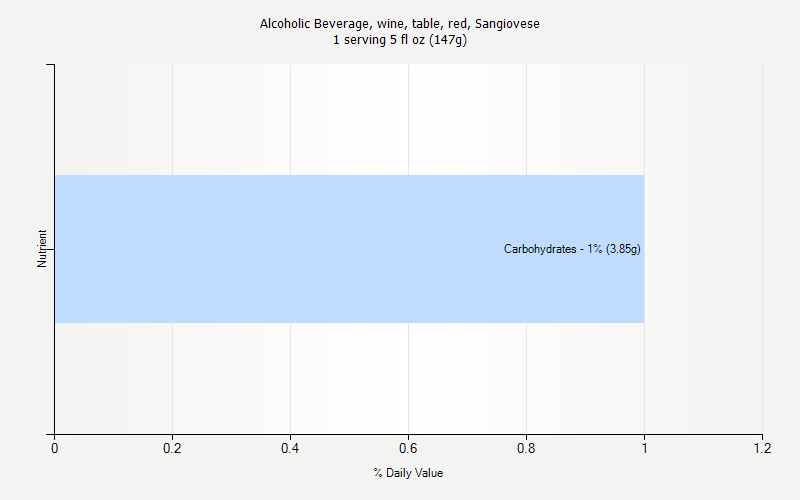 Alcoholic Beverage, wine, table, red, Sangiovese
1 serving 5 fl oz (147g)
Nutrient
Carbohydrates - 1% (3.85g)
0 0.2 0.4 0.6 0.8 1 1.2
% Daily Value